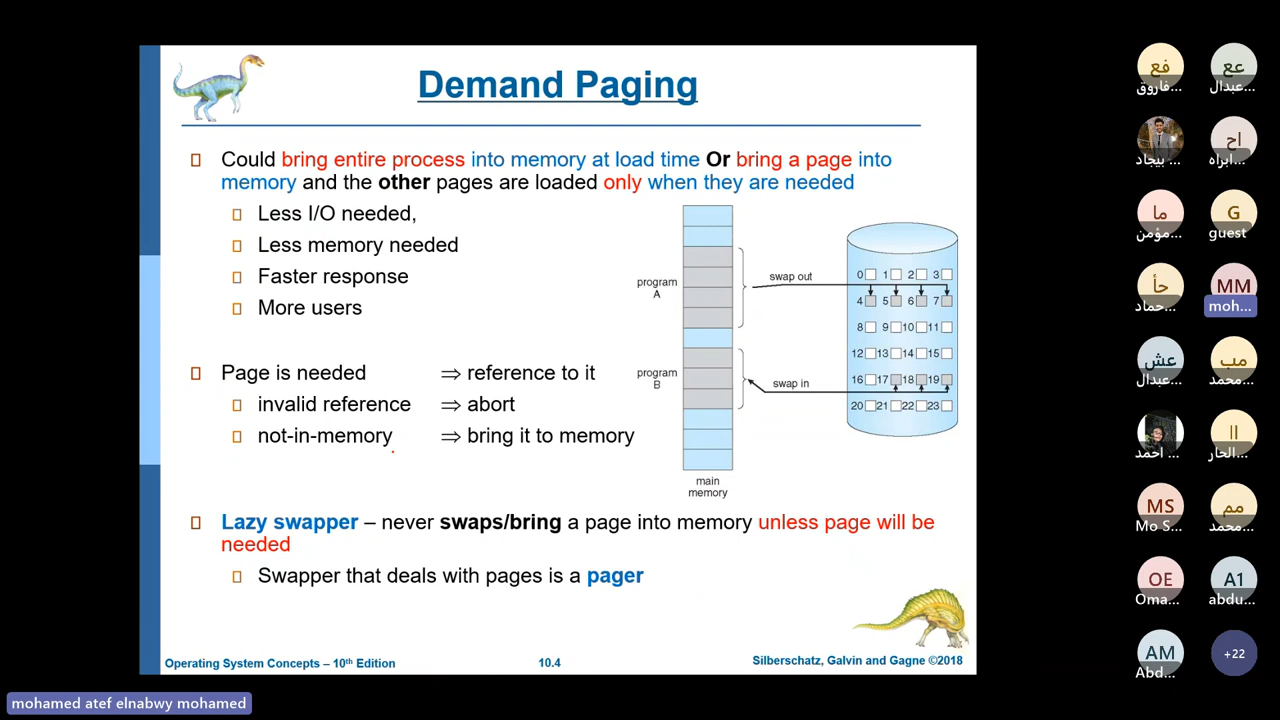 Demand Paging
Could bring entire process into memory at load time Or bring a page into
memory and the other pages are loaded only when they are needed
Less I/O needed,
Less memory needed
Faster response
More users
Page is needed ⇒ reference to it
invalid reference ⇒ abort
not-in-memory ⇒ bring it to memory
program
A
program
B
main
memory
swap out
swap in
0 1 2 3
4 5 6 7
8 9 10 11
12 13 14 15
16 17 18 19
20 21 22 23
Lazy swapper – never swaps/bring a page into memory unless page will be
needed
Swapper that deals with pages is a pager
Operating System Concepts – 10th Edition
10.4
Silberschatz, Galvin and Gagne ©2018
mohamed atef elnabwy mohamed
فع
فاروق...
عع
عبدال...
بيجاد ...
اح
ابراه...
ما
مؤمن...
G
guest
حأ
حماد...
MM
moh...
عش
عبدال...
مب
محمد...
احمد ...
اا
الحار...
MS
Mo S...
مم
محمد...
OE
Oma...
A1
abdu...
AM
Abd...
+22